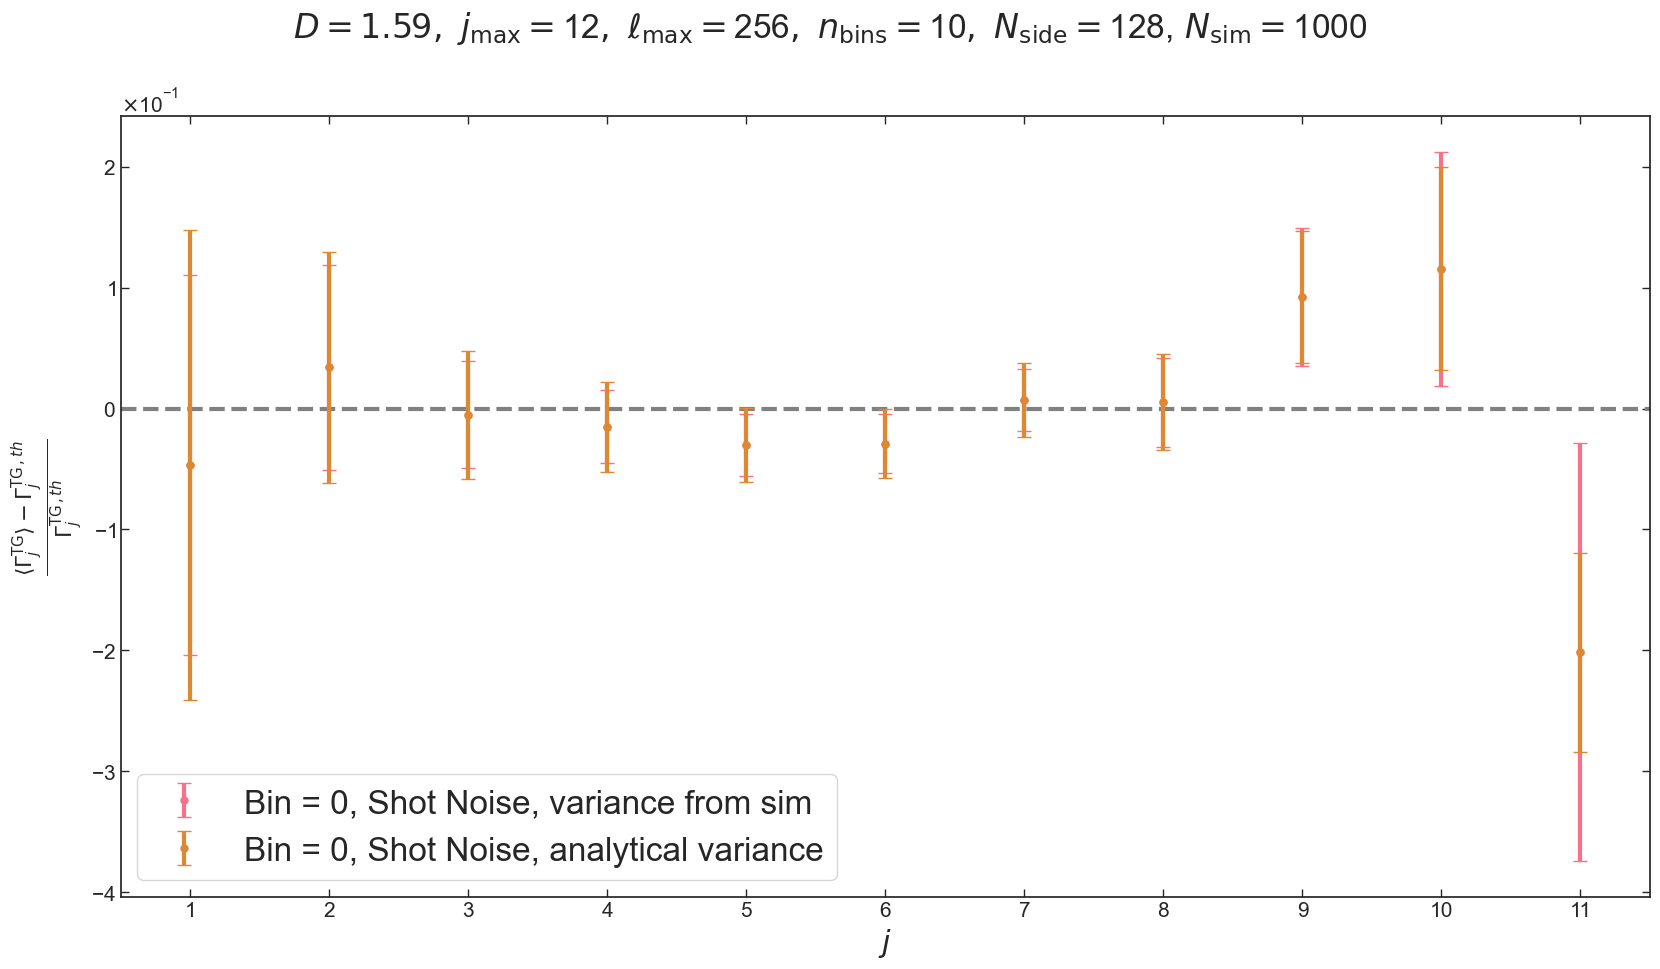 D = 1.59, j_max = 12, ℓ_max = 256, n_bins = 10, N_side = 128, N_sim = 1000
×10⁻¹
2
1
0
−1
−2
−3
−4
⟨Γ_j^TG⟩ − Γ_j^{TG, th}
Γ_j^{TG, th}
Bin = 0, Shot Noise, variance from sim
Bin = 0, Shot Noise, analytical variance
1 2 3 4 5 6 7 8 9 10 11
j